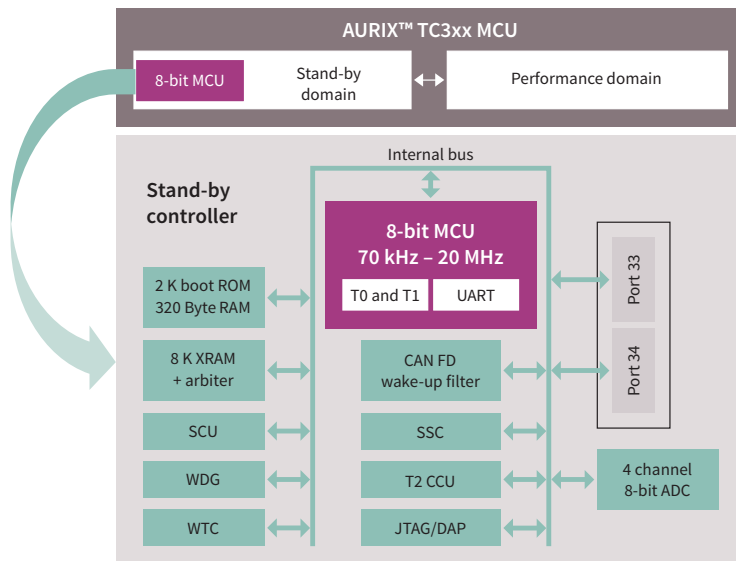 AURIX™ TC3xx MCU
8-bit MCU
Stand-by
domain
Performance domain
Internal bus
Stand-by
controller
8-bit MCU
70 kHz – 20 MHz
T0 and T1
UART
2 K boot ROM
320 Byte RAM
8 K XRAM
+ arbiter
SCU
WDG
WTC
CAN FD
wake-up filter
SSC
T2 CCU
JTAG/DAP
Port 33
Port 34
4 channel
8-bit ADC